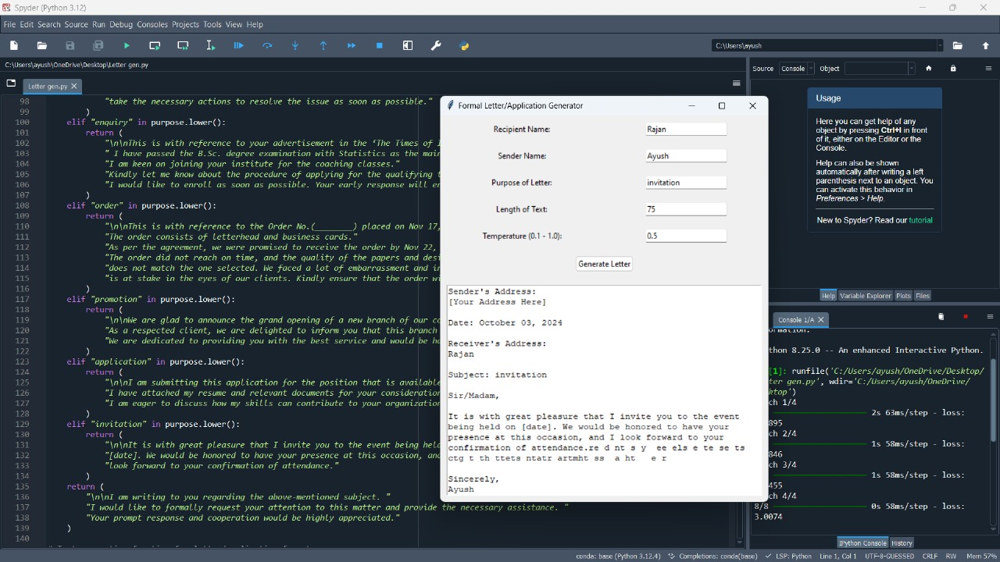 Spyder (Python 3.12)
File Edit Search Source Run Debug Consoles Projects Tools View Help
C:\Users\ayush
C:\Users\ayush\OneDrive\Desktop\Letter gen.py
Source Console Object
Letter gen.py
98 "take the necessary actions to resolve the issue as soon as possible."
99 )
100 elif "enquiry" in purpose.lower():
101 return (
102 "\n\nThis is with reference to your advertisement in the 'The Times of
103 " I have passed the B.Sc. degree examination with Statistics as the
104 "I am keen on joining your institute for the coaching classes."
105 "Kindly let me know about the procedure of applying for the qualifying
106 "I would like to enroll as soon as possible. Your early response will
107 )
108 elif "order" in purpose.lower():
109 return (
110 "\n\nThis is with reference to the Order No.(______) placed on Nov 17,
111 "The order consists of letterhead and business cards."
112 "As per the agreement, we were promised to receive the order by Nov 22,
113 "The order did not reach on time, and the quality of the papers and
114 "does not match the one selected. We faced a lot of embarrassment and
115 "is at stake in the eyes of our clients. Kindly ensure that the order
116 )
117 elif "promotion" in purpose.lower():
118 return (
119 "\n\nWe are glad to announce the grand opening of a new branch of our
120 "As a respected client, we are delighted to inform you that this branch
121 "We are dedicated to providing you with the best service and would be
122 )
123 elif "application" in purpose.lower():
124 return (
125 "\n\nI am submitting this application for the position that is
126 "I have attached my resume and relevant documents for your
127 "I am eager to discuss how my skills can contribute to your
128 )
129 elif "invitation" in purpose.lower():
130 return (
131 "\n\nIt is with great pleasure that I invite you to the event being
132 "[date]. We would be honored to have your presence at this occasion,
133 "look forward to your confirmation of attendance."
134 )
135 return (
136 "\n\nI am writing to you regarding the above-mentioned subject. "
137 "I would like to formally request your attention to this matter and provide the necessary assistance. "
138 "Your prompt response and cooperation would be highly appreciated."
139 )
140
Formal Letter/Application Generator
Recipient Name: Rajan
Sender Name: Ayush
Purpose of Letter: invitation
Length of Text: 75
Temperature (0.1 - 1.0): 0.5
Generate Letter
Sender's Address:
[Your Address Here]
Date: October 03, 2024
Receiver's Address:
Rajan
Subject: invitation
Sir/Madam,
It is with great pleasure that I invite you to the event
being held on [date]. We would be honored to have your
presence at this occasion, and I look forward to your
confirmation of attendance.re d nt s y  ee els e te se ts
ctg t th ttets ntatr artmht ss  a ht   e r
Sincerely,
Ayush
Usage
Here you can get help of any
object by pressing Ctrl+I in front
of it, either on the Editor or the
Console.
Help can also be shown
automatically after writing a left
parenthesis next to an object. You
can activate this behavior in
Preferences > Help.
New to Spyder? Read our tutorial
Help Variable Explorer Plots Files
Console 1/A
thon 8.25.0 -- An enhanced Interactive Python.
[1]: runfile('C:/Users/ayush/OneDrive/Desktop/
ter gen.py', wdir='C:/Users/ayush/OneDrive/
ktop')
ch 1/4
2s 63ms/step - loss:
895
ch 2/4
1s 58ms/step - loss:
846
ch 3/4
1s 58ms/step - loss:
455
ch 4/4
8/8 0s 58ms/step - loss:
3.0074
IPython Console History
conda: base (Python 3.12.4) Completions: conda(base) LSP: Python Line 1, Col 1 UTF-8-GUESSED CRLF RW Mem 57%